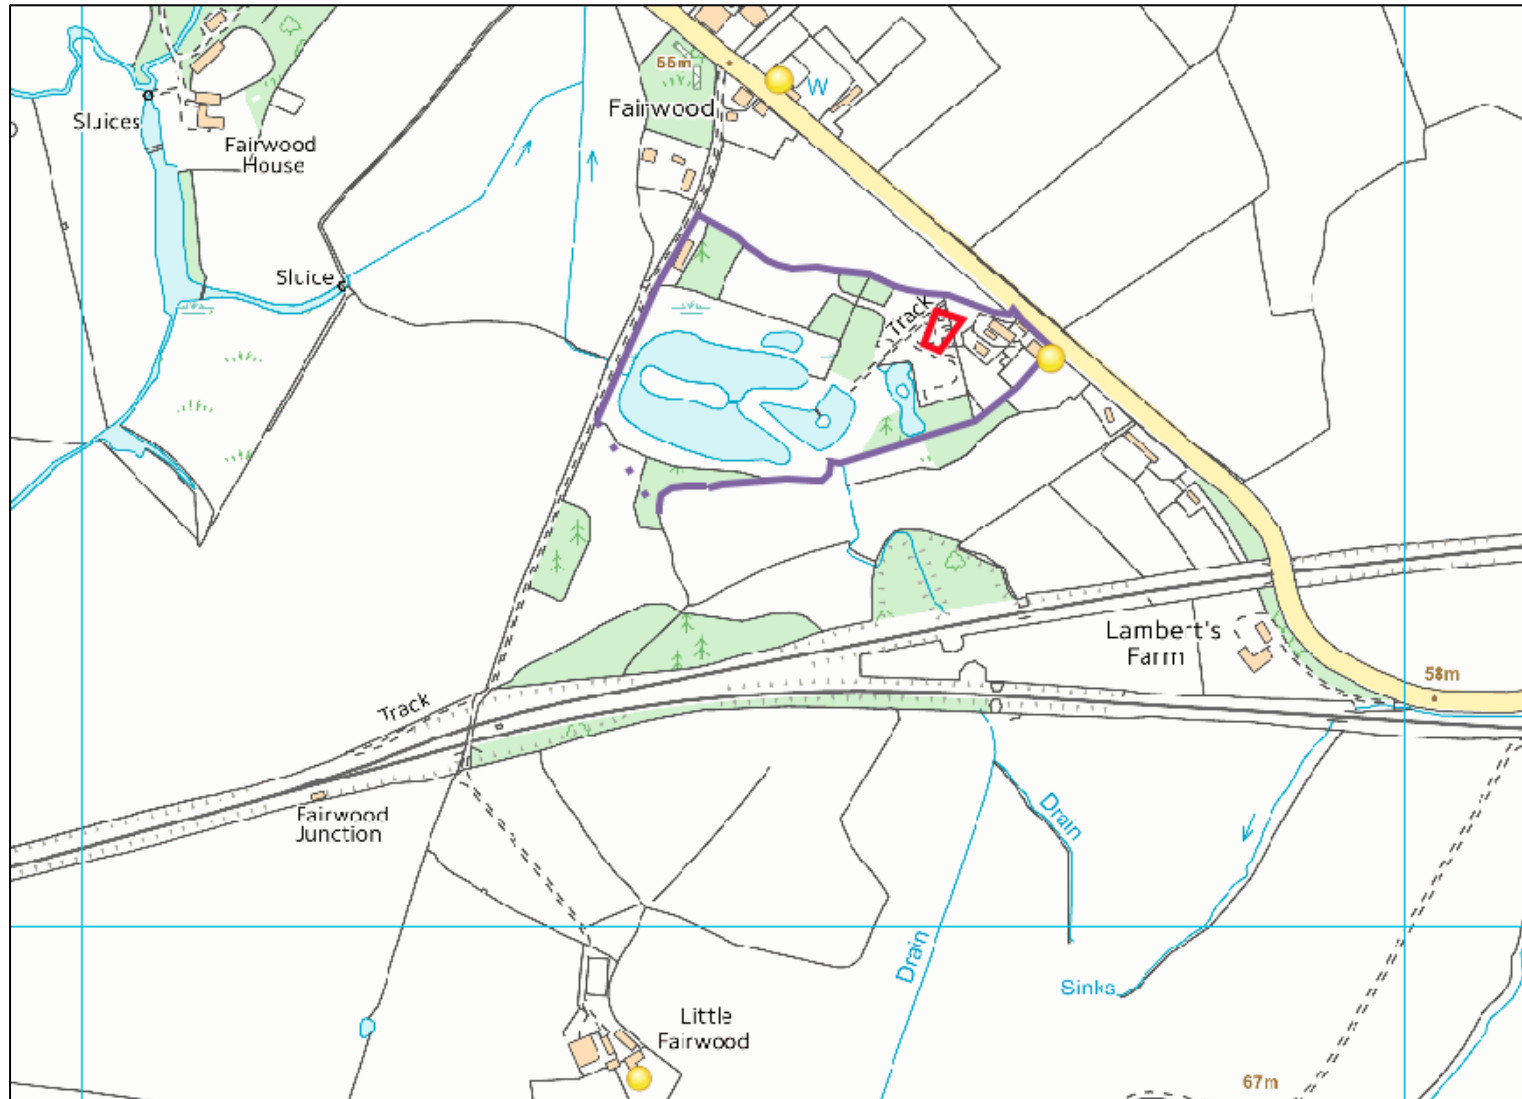 55m
W
Fairwood
Sluices
Fairwood
House
Sluice
Track
Lambert's
Farm
58m
Track
Fairwood
Junction
Drain
Drain
Sinks
Little
Fairwood
67m